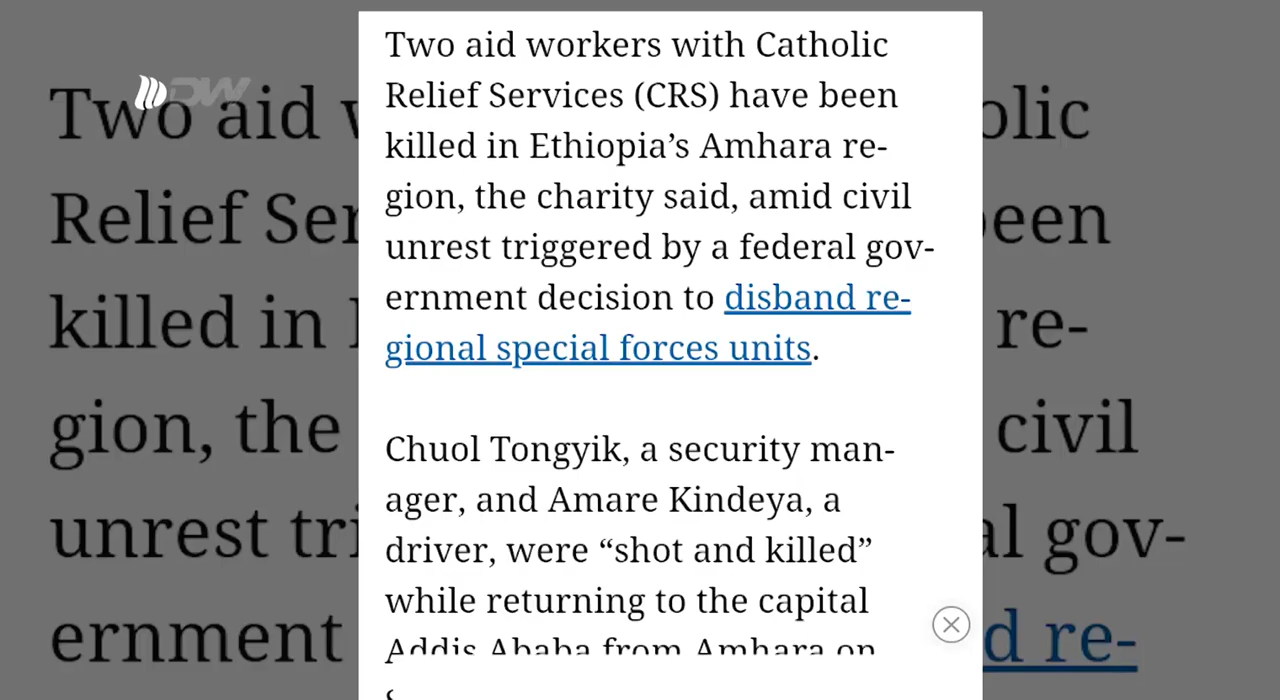 DW
Two aid workers with Catholic
Relief Services (CRS) have been
killed in Ethiopia’s Amhara re-
gion, the charity said, amid civil
unrest triggered by a federal gov-
ernment decision to disband re-
gional special forces units.
Chuol Tongyik, a security man-
ager, and Amare Kindeya, a
driver, were “shot and killed”
while returning to the capital
Addis Ababa from Amhara on